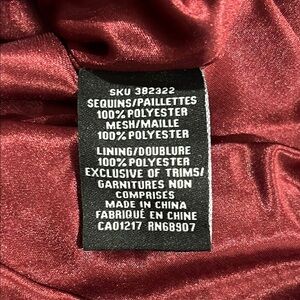 SKU 382322
SEQUINS/PAILLETTES
100% POLYESTER
MESH/MAILLE
100% POLYESTER
LINING/DOUBLURE
100% POLYESTER
EXCLUSIVE OF TRIMS/
GARNITURES NON
COMPRISES
MADE IN CHINA
FABRIQUÉ EN CHINE
CA01217 RN68907